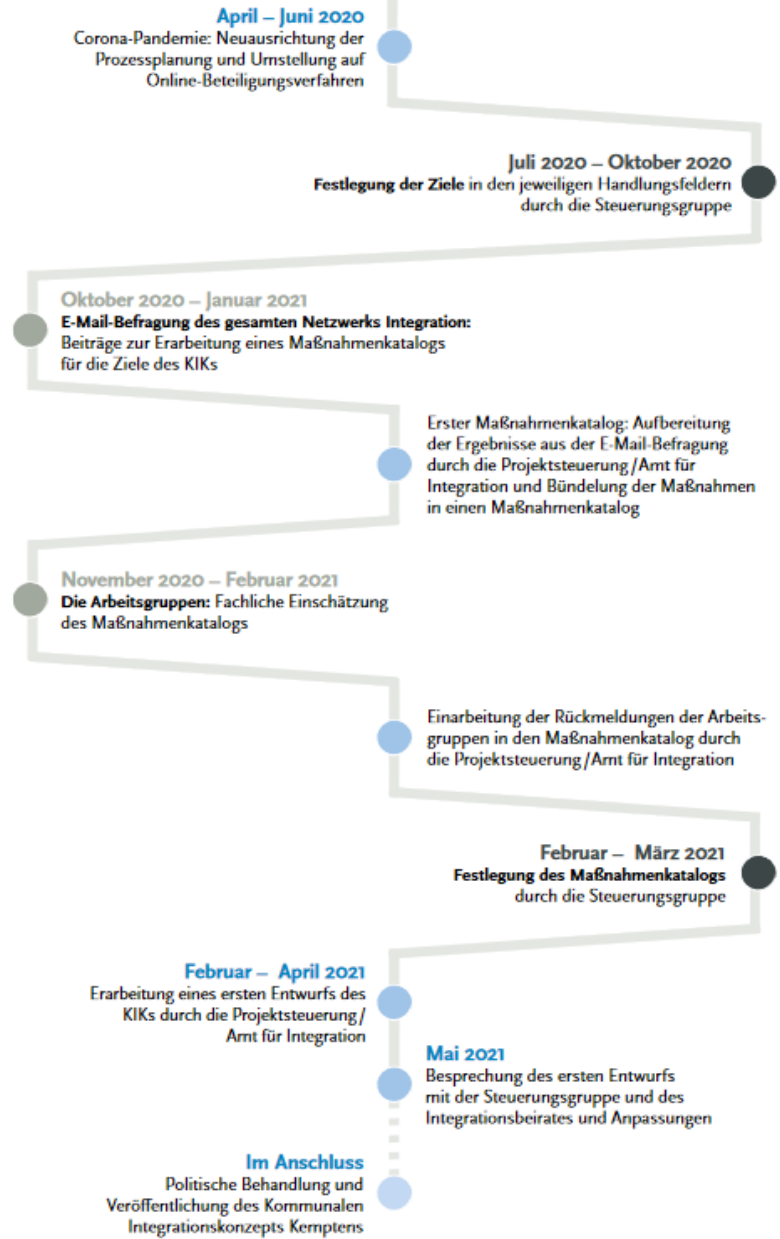 April – Juni 2020
Corona-Pandemie: Neuausrichtung der
Prozessplanung und Umstellung auf
Online-Beteiligungsverfahren
Juli 2020 – Oktober 2020
Festlegung der Ziele in den jeweiligen Handlungsfeldern
durch die Steuerungsgruppe
Oktober 2020 – Januar 2021
E-Mail-Befragung des gesamten Netzwerks Integration:
Beiträge zur Erarbeitung eines Maßnahmenkatalogs
für die Ziele des KIKs
Erster Maßnahmenkatalog: Aufbereitung
der Ergebnisse aus der E-Mail-Befragung
durch die Projektsteuerung/Amt für
Integration und Bündelung der Maßnahmen
in einen Maßnahmenkatalog
November 2020 – Februar 2021
Die Arbeitsgruppen: Fachliche Einschätzung
des Maßnahmenkatalogs
Einarbeitung der Rückmeldungen der Arbeits-
gruppen in den Maßnahmenkatalog durch
die Projektsteuerung/Amt für Integration
Februar – März 2021
Festlegung des Maßnahmenkatalogs
durch die Steuerungsgruppe
Februar – April 2021
Erarbeitung eines ersten Entwurfs des
KIKs durch die Projektsteuerung/
Amt für Integration
Mai 2021
Besprechung des ersten Entwurfs
mit der Steuerungsgruppe und des
Integrationsbeirates und Anpassungen
Im Anschluss
Politische Behandlung und
Veröffentlichung des Kommunalen
Integrationskonzepts Kemptens